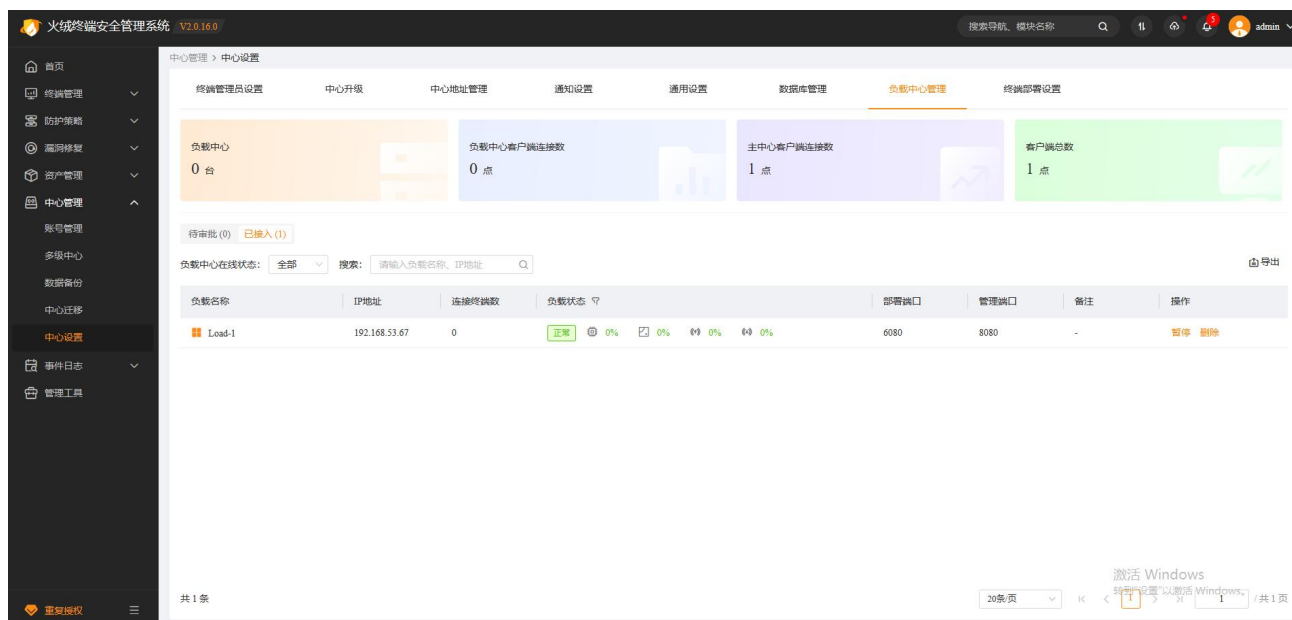 火绒终端安全管理系统 V2.0.16.0 搜索导航、模块名称 5 admin
首页
终端管理
防护策略
漏洞修复
资产管理
中心管理
账号管理
多级中心
数据备份
中心迁移
中心设置
事件日志
管理工具
重复授权
中心管理 > 中心设置
终端管理员设置 中心升级 中心地址管理 通知设置 通用设置 数据库管理 负载中心管理 终端部署设置
负载中心 负载中心客户端连接数 主中心客户端连接数 客户端总数
0 台 0 点 1 点 1 点
待审批 (0) 已接入 (1)
负载中心在线状态: 全部 搜索: 请输入负载名称、IP地址 导出
负载名称 IP地址 连接终端数 负载状态 部署端口 管理端口 备注 操作
Load-1 192.168.53.67 0 正常 0% 0% 0% 0% 6080 8080 - 暂停 删除
激活 Windows
转到"设置"以激活 Windows。
共 1 条 20条/页 1 1 / 共 1 页